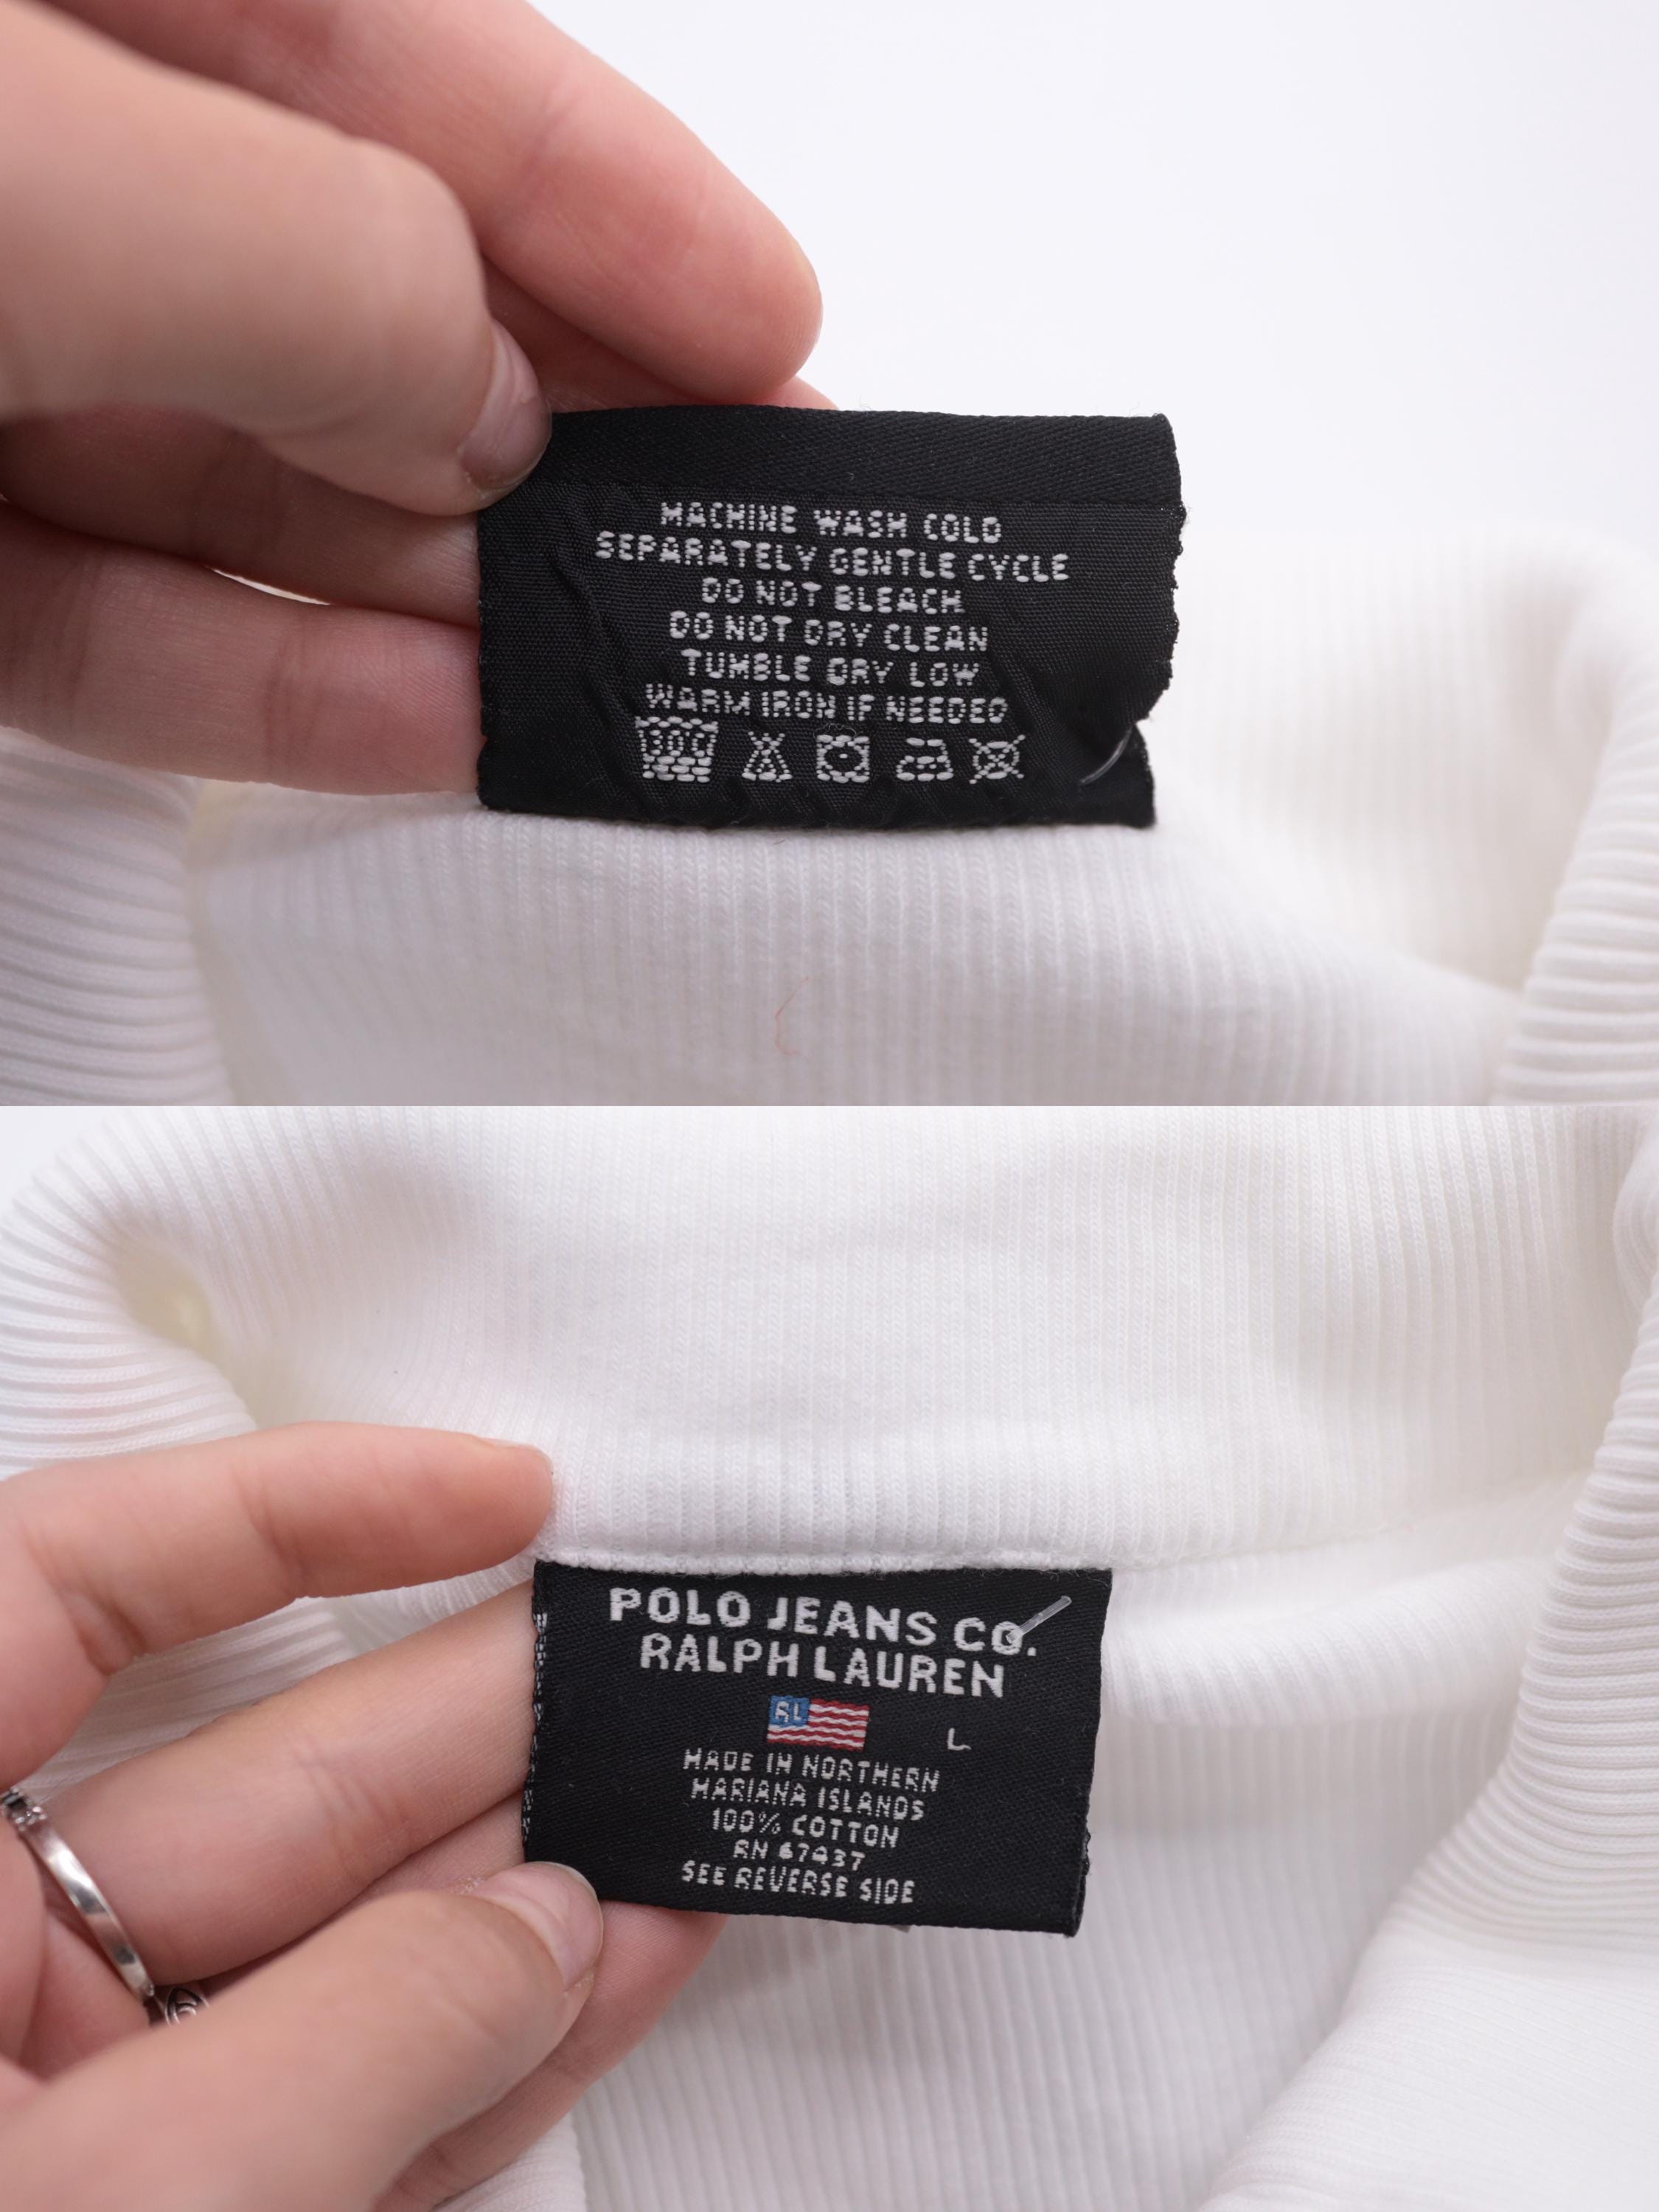 MACHINE WASH COLD
SEPARATELY GENTLE CYCLE
DO NOT BLEACH
DO NOT DRY CLEAN
TUMBLE DRY LOW
WARM IRON IF NEEDED
30C
POLO JEANS CO.
RALPH LAUREN
RL
L
MADE IN NORTHERN
MARIANA ISLANDS
100% COTTON
RN 67437
SEE REVERSE SIDE